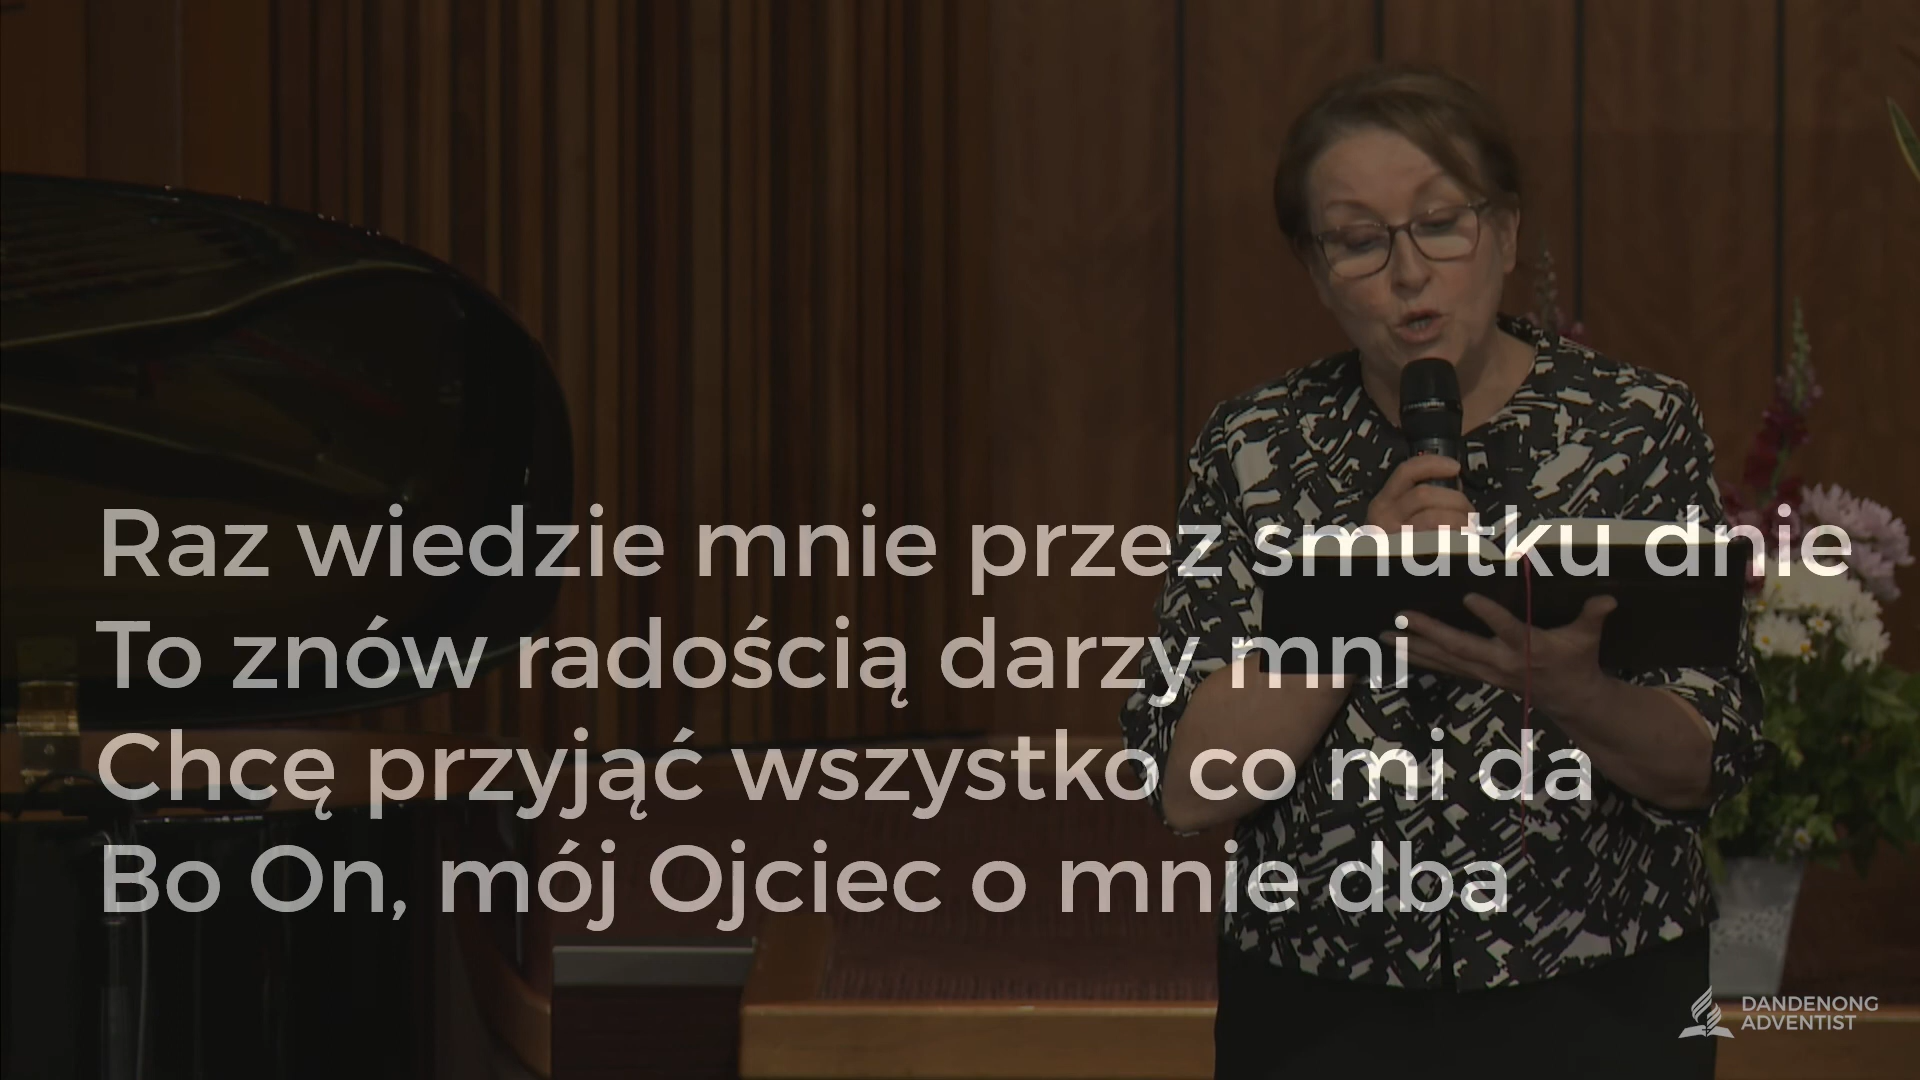 Raz wiedzie mnie przez smutku dnie
To znów radością darzy mni
Chcę przyjąć wszystko co mi da
Bo On, mój Ojciec o mnie dba
DANDENONG
ADVENTIST